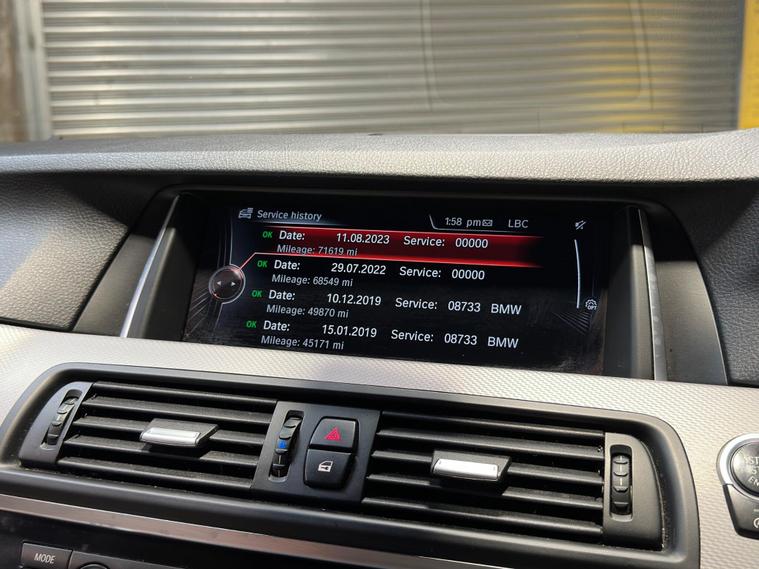 Service history
1:58 pm LBC
OK Date: 11.08.2023 Service: 00000
Mileage: 71619 mi
OK Date: 29.07.2022 Service: 00000
Mileage: 68549 mi
OK Date: 10.12.2019 Service: 08733 BMW
Mileage: 49870 mi
OK Date: 15.01.2019 Service: 08733 BMW
Mileage: 45171 mi
OPT
MODE